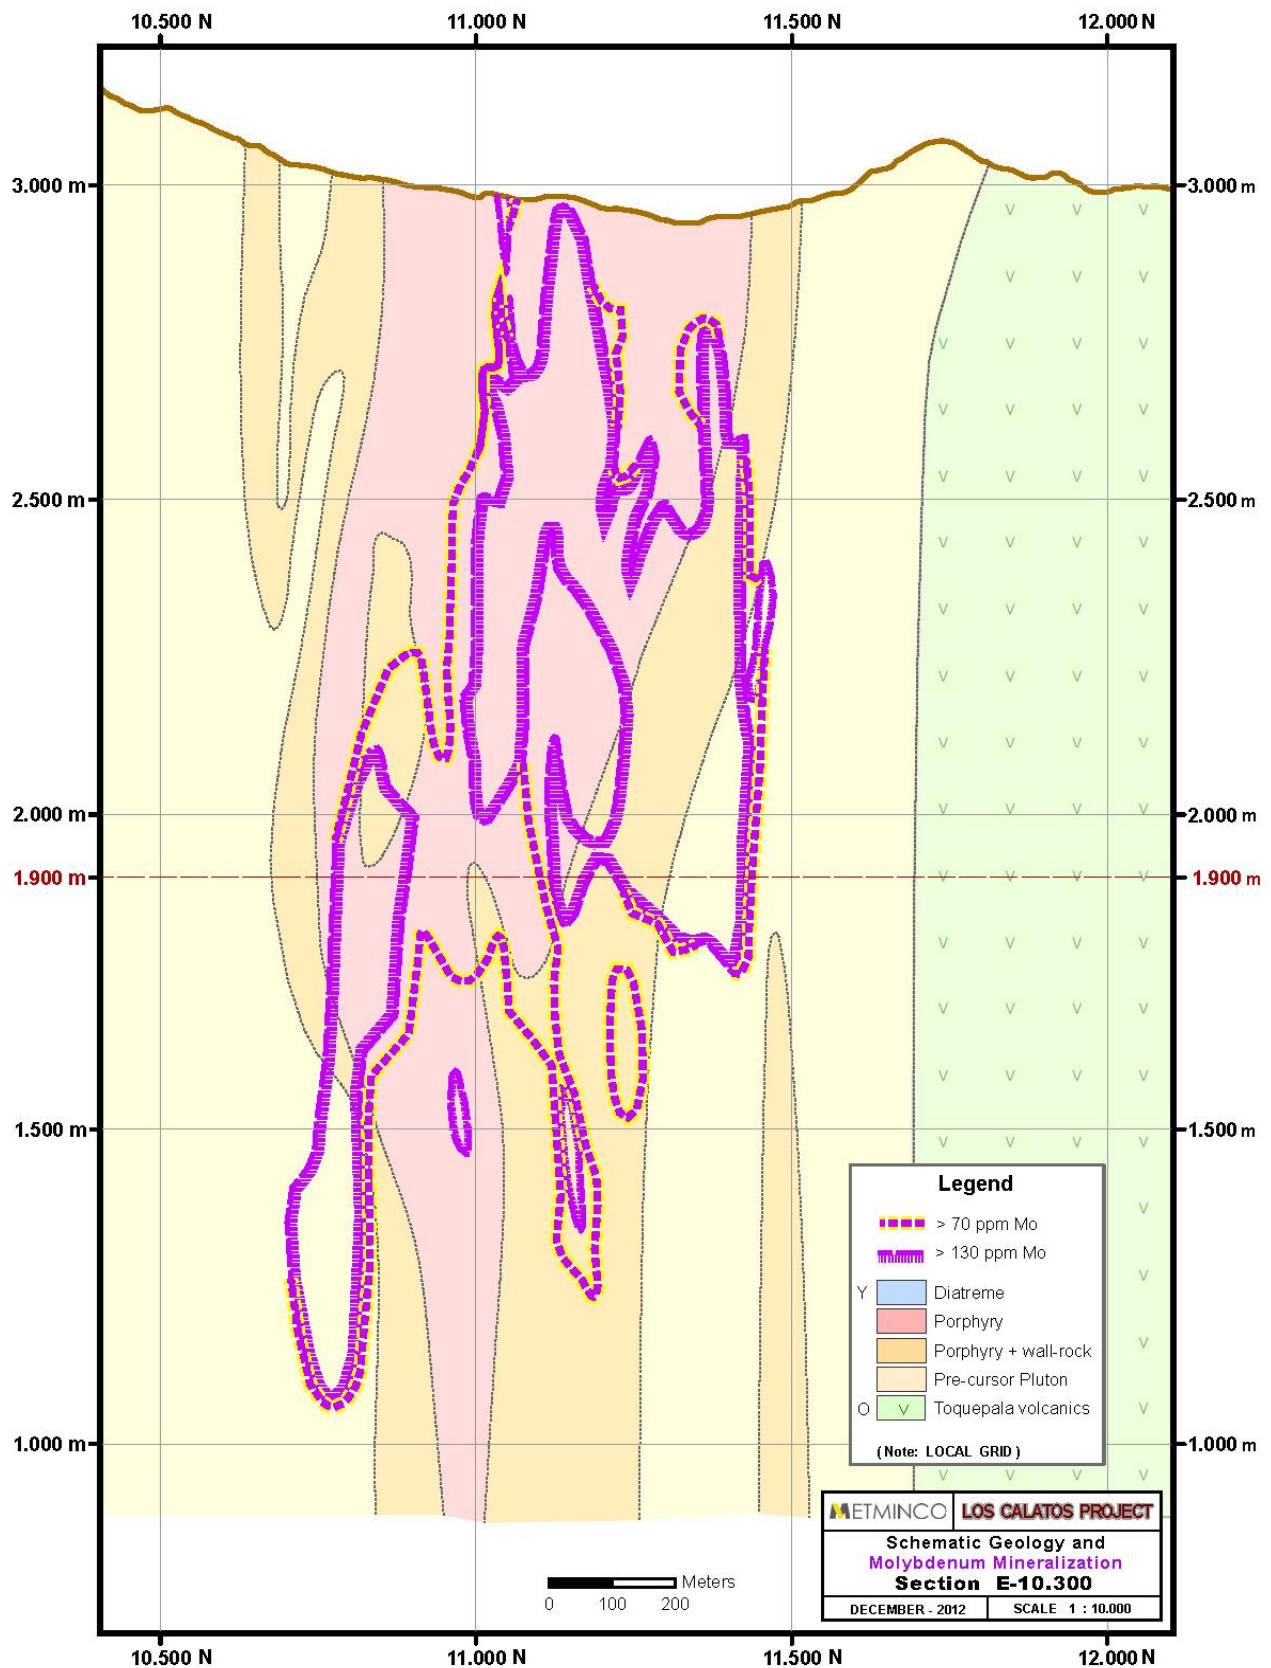 10.500 N 11.000 N 11.500 N 12.000 N
3.000 m 3.000 m
2.500 m 2.500 m
2.000 m 2.000 m
1.900 m 1.900 m
1.500 m 1.500 m
Legend
> 70 ppm Mo
> 130 ppm Mo
Y Diatreme
Porphyry
Porphyry + wall-rock
Pre-cursor Pluton
O V Toquepala volcanics
(Note: LOCAL GRID)
1.000 m 1.000 m
METMINCO LOS CALATOS PROJECT
Schematic Geology and
Molybdenum Mineralization
Section E-10.300
DECEMBER - 2012 SCALE 1 : 10.000
Meters
0 100 200
10.500 N 11.000 N 11.500 N 12.000 N